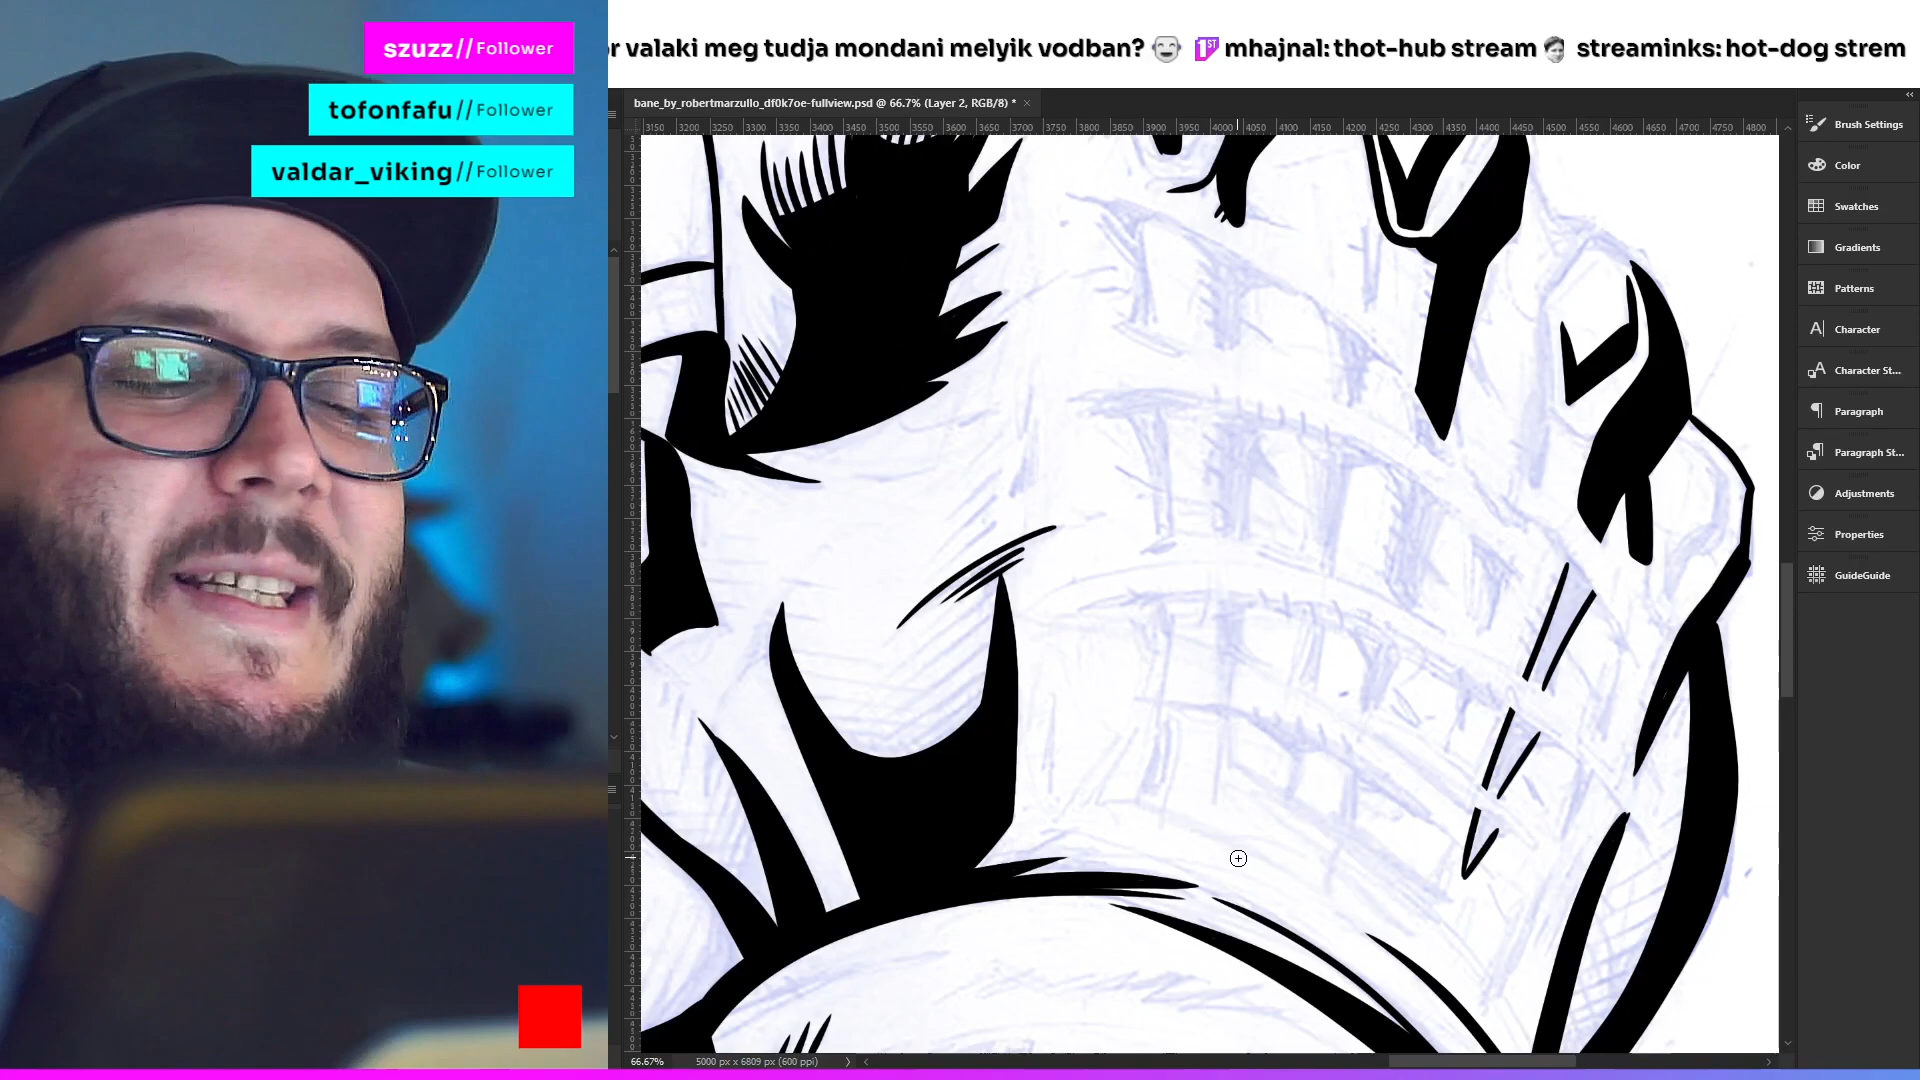 szuzz//Follower
tofonfafu//Follower
valdar_viking//Follower
r valaki meg tudja mondani melyik vodban? 1ST mhajnal: thot-hub stream streaminks: hot-dog strem
bane_by_robertmarzullo_df0k7oe-fullview.psd @ 66.7% (Layer 2, RGB/8) * ×
3150 3200 3250 3300 3350 3400 3450 3500 3550 3600 3650 3700 3750 3800 3850 3900 3950 4000 4050 4100 4150 4200 4250 4300 4350 4400 4450 4500 4550 4600 4650 4700 4750 4800
Brush Settings
Color
Swatches
Gradients
Patterns
Character
Character St...
Paragraph
Paragraph St...
Adjustments
Properties
GuideGuide
66.67% 5000 px x 6809 px (600 ppi)